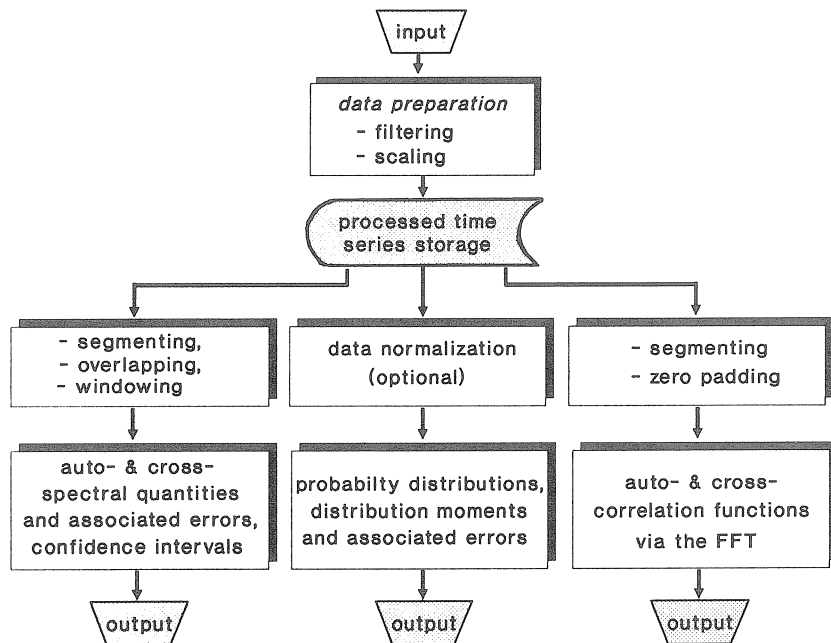 input
data preparation
- filtering
- scaling
processed time
series storage
- segmenting,
- overlapping,
- windowing
data normalization
(optional)
- segmenting
- zero padding
auto- & cross-
spectral quantities
and associated errors,
confidence intervals
probabilty distributions,
distribution moments
and associated errors
auto- & cross-
correlation functions
via the FFT
output
output
output